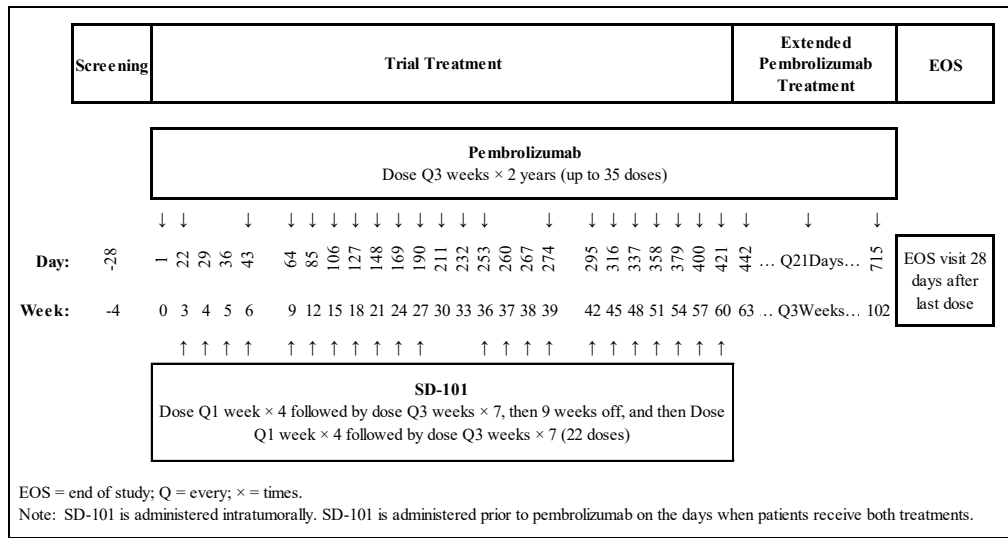 Screening
Trial Treatment
Extended
Pembrolizumab
Treatment
EOS
Pembrolizumab
Dose Q3 weeks × 2 years (up to 35 doses)
↓ ↓ ↓ ↓ ↓ ↓ ↓ ↓ ↓ ↓ ↓ ↓ ↓ ↓ ↓ ↓ ↓ ↓ ↓ ↓ ↓ ↓ ↓
Day: -28 1 22 29 36 43 64 85 106 127 148 169 190 211 232 253 260 267 274 295 316 337 358 379 400 421 442 … Q21Days… 715
Week: -4 0 3 4 5 6 9 12 15 18 21 24 27 30 33 36 37 38 39 42 45 48 51 54 57 60 63 … Q3Weeks… 102
EOS visit 28
days after
last dose
↑ ↑ ↑ ↑ ↑ ↑ ↑ ↑ ↑ ↑ ↑ ↑ ↑ ↑ ↑ ↑ ↑ ↑ ↑ ↑ ↑ ↑
SD-101
Dose Q1 week × 4 followed by dose Q3 weeks × 7, then 9 weeks off, and then Dose
Q1 week × 4 followed by dose Q3 weeks × 7 (22 doses)
EOS = end of study; Q = every; × = times.
Note: SD-101 is administered intratumorally. SD-101 is administered prior to pembrolizumab on the days when patients receive both treatments.